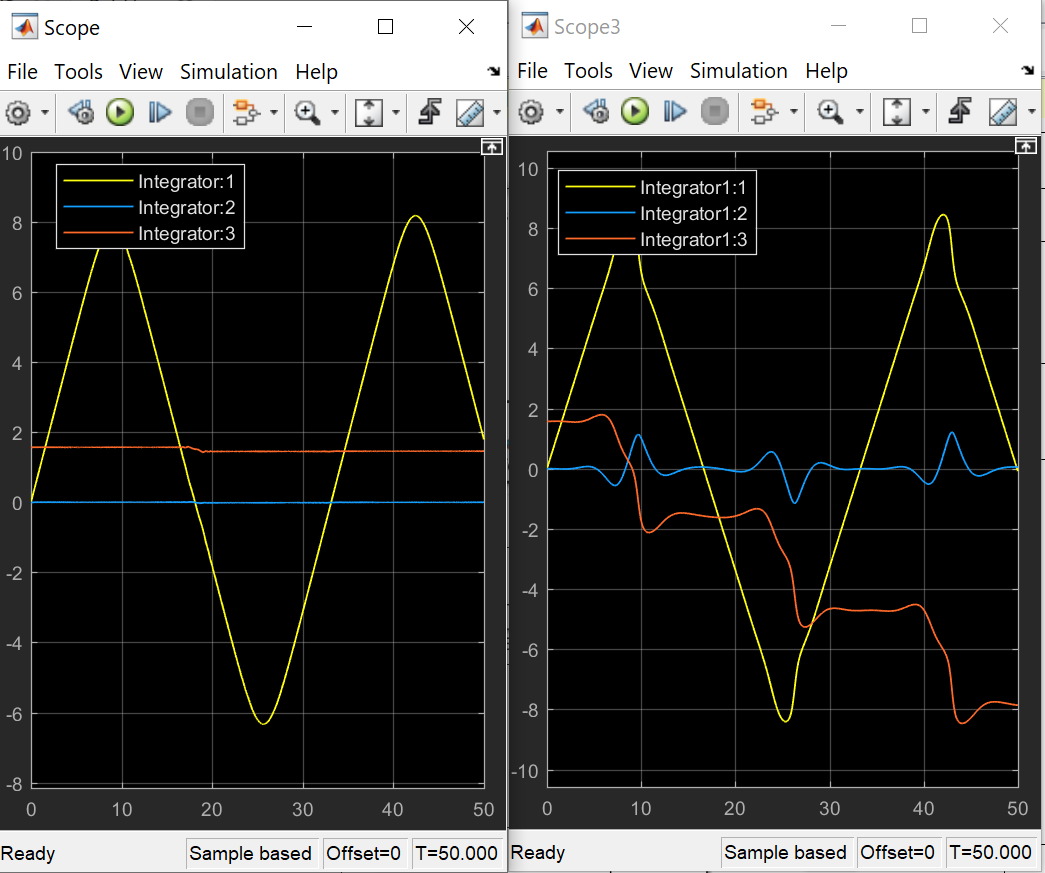 Scope
File Tools View Simulation Help
Integrator:1
Integrator:2
Integrator:3
10
8
6
4
2
0
-2
-4
-6
-8
0 10 20 30 40 50
Ready Sample based Offset=0 T=50.000
Scope3
File Tools View Simulation Help
Integrator1:1
Integrator1:2
Integrator1:3
10
8
6
4
2
0
-2
-4
-6
-8
-10
0 10 20 30 40 50
Ready Sample based Offset=0 T=50.000